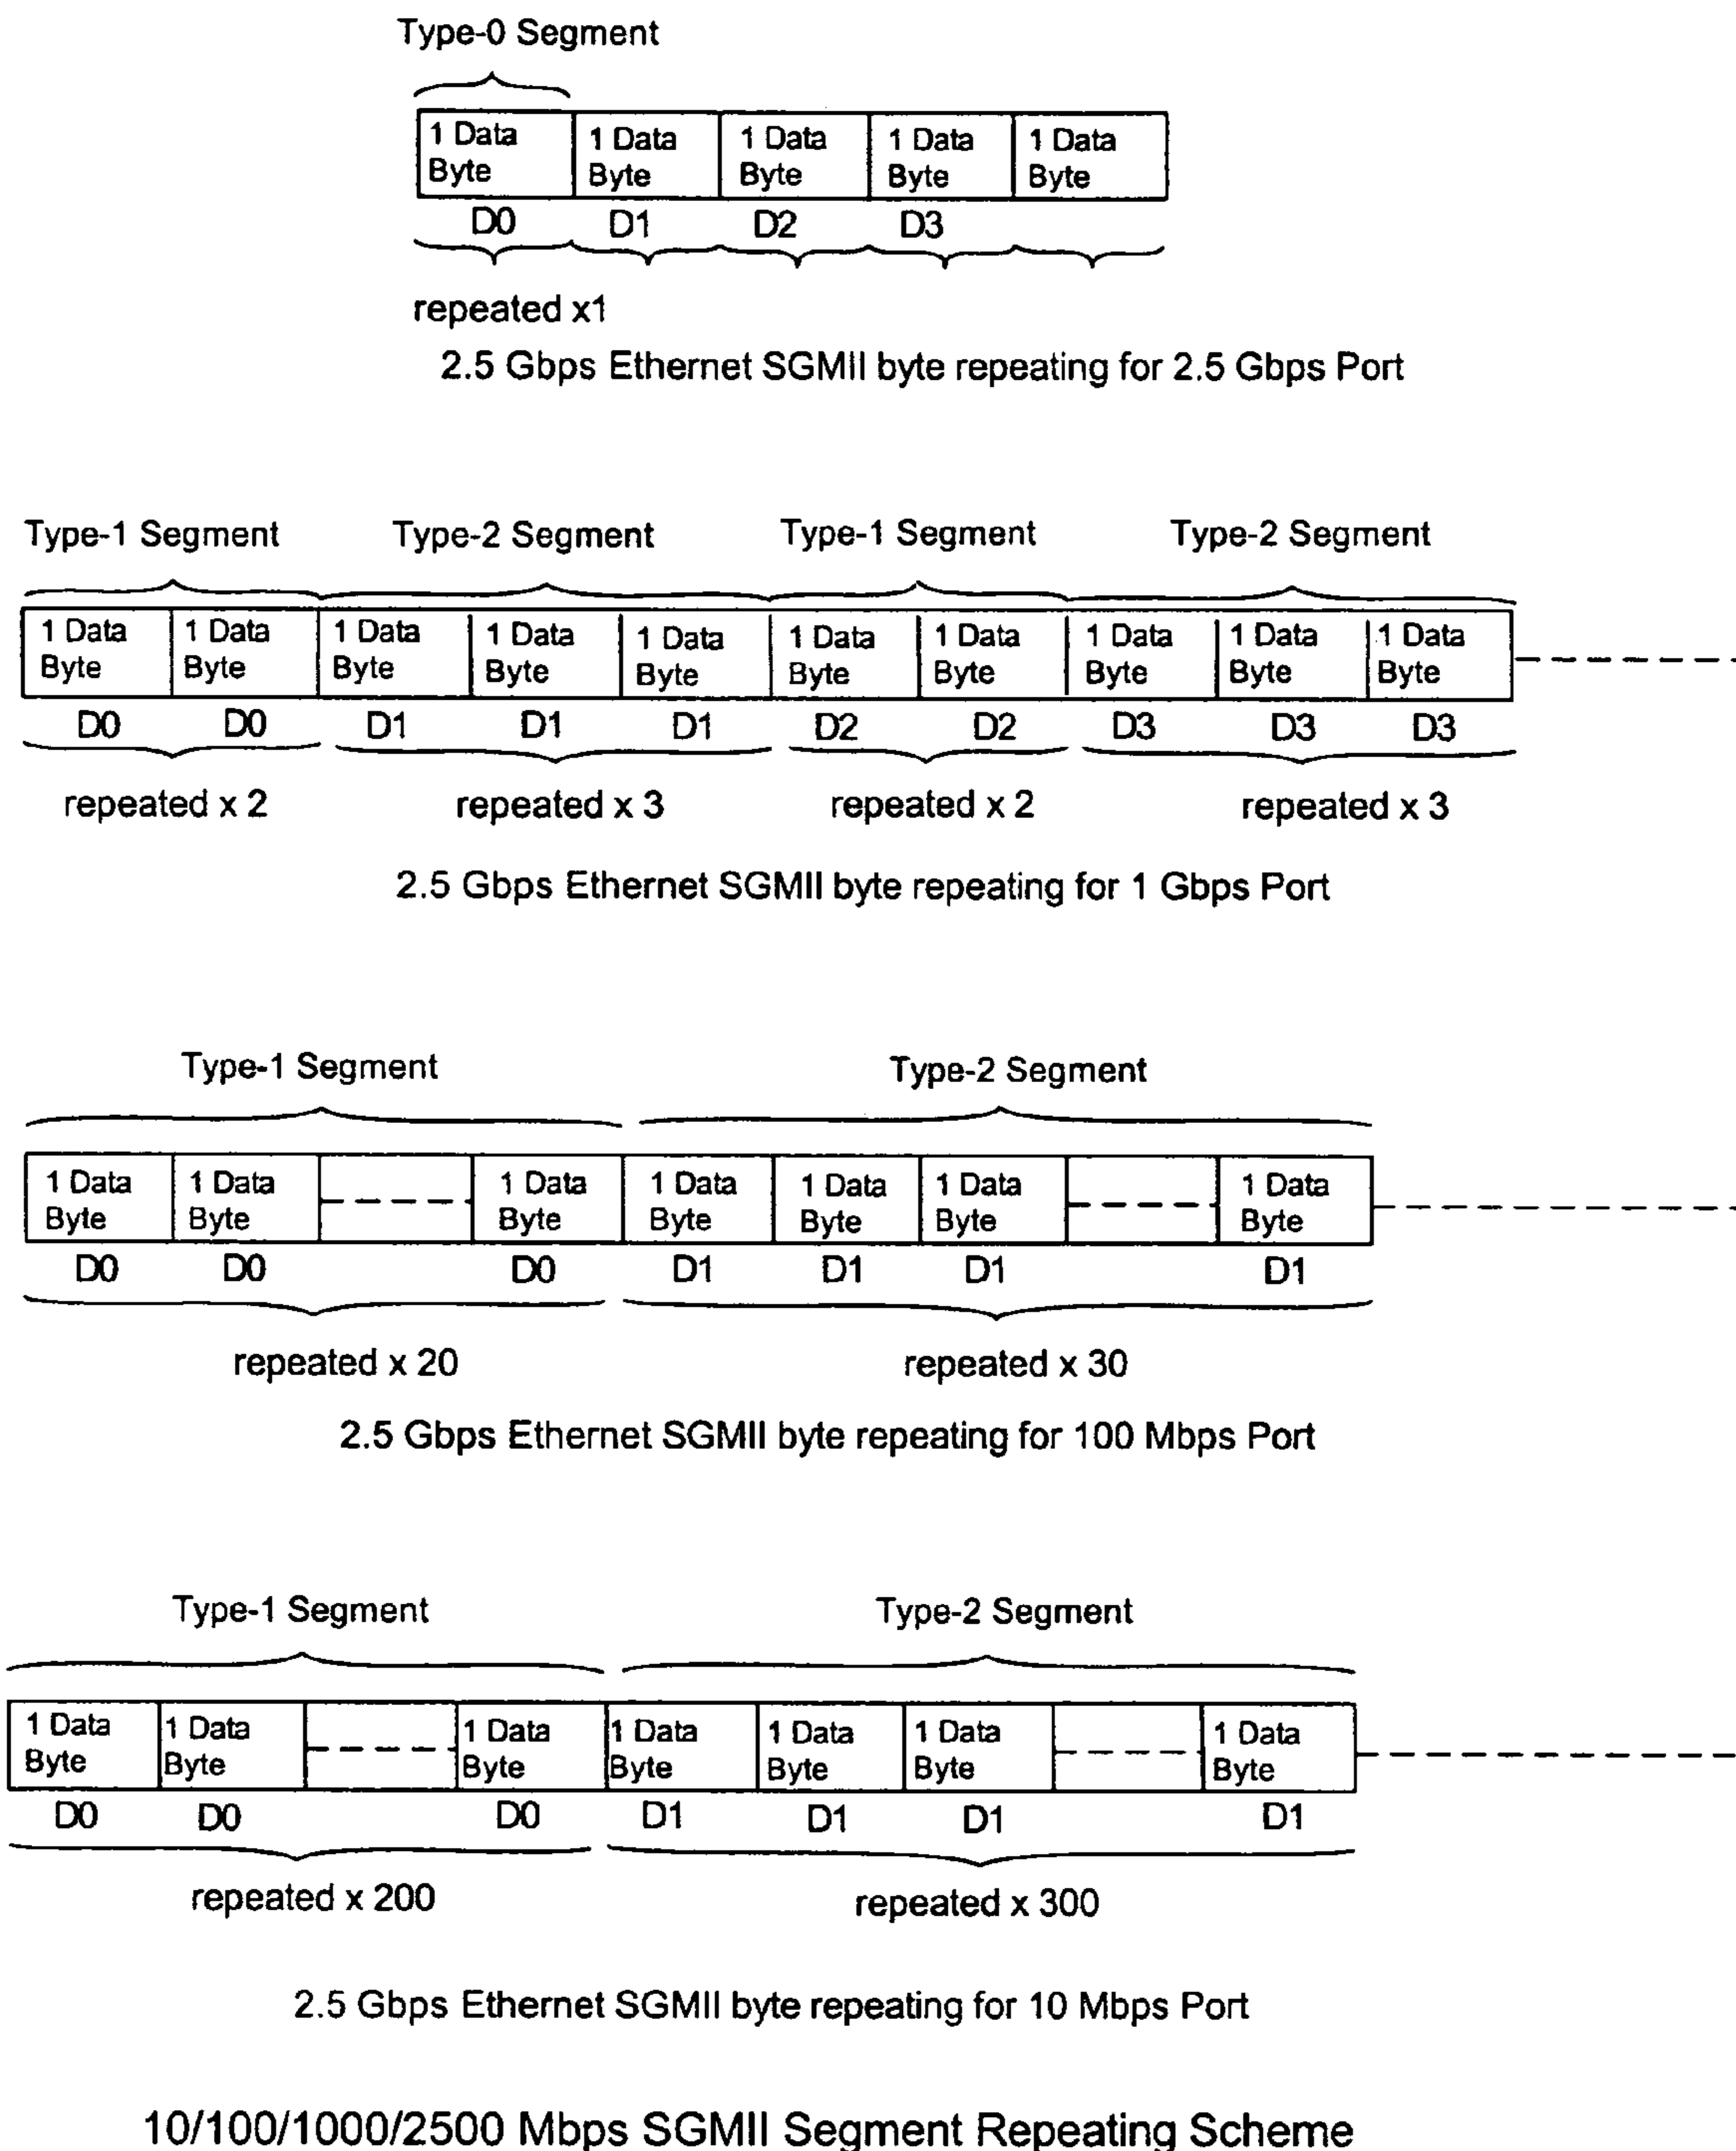 Type-0 Segment
1 Data Byte 1 Data Byte 1 Data Byte 1 Data Byte 1 Data Byte
D0 D1 D2 D3
repeated x1
2.5 Gbps Ethernet SGMII byte repeating for 2.5 Gbps Port
Type-1 Segment Type-2 Segment Type-1 Segment Type-2 Segment
1 Data Byte 1 Data Byte 1 Data Byte 1 Data Byte 1 Data Byte 1 Data Byte 1 Data Byte 1 Data Byte 1 Data Byte 1 Data Byte
D0 D0 D1 D1 D1 D2 D2 D3 D3 D3
repeated x 2 repeated x 3 repeated x 2 repeated x 3
2.5 Gbps Ethernet SGMII byte repeating for 1 Gbps Port
Type-1 Segment Type-2 Segment
1 Data Byte 1 Data Byte 1 Data Byte 1 Data Byte 1 Data Byte 1 Data Byte 1 Data Byte
D0 D0 D0 D1 D1 D1 D1
repeated x 20 repeated x 30
2.5 Gbps Ethernet SGMII byte repeating for 100 Mbps Port
Type-1 Segment Type-2 Segment
1 Data Byte 1 Data Byte 1 Data Byte 1 Data Byte 1 Data Byte 1 Data Byte 1 Data Byte
D0 D0 D0 D1 D1 D1 D1
repeated x 200 repeated x 300
2.5 Gbps Ethernet SGMII byte repeating for 10 Mbps Port
10/100/1000/2500 Mbps SGMII Segment Repeating Scheme